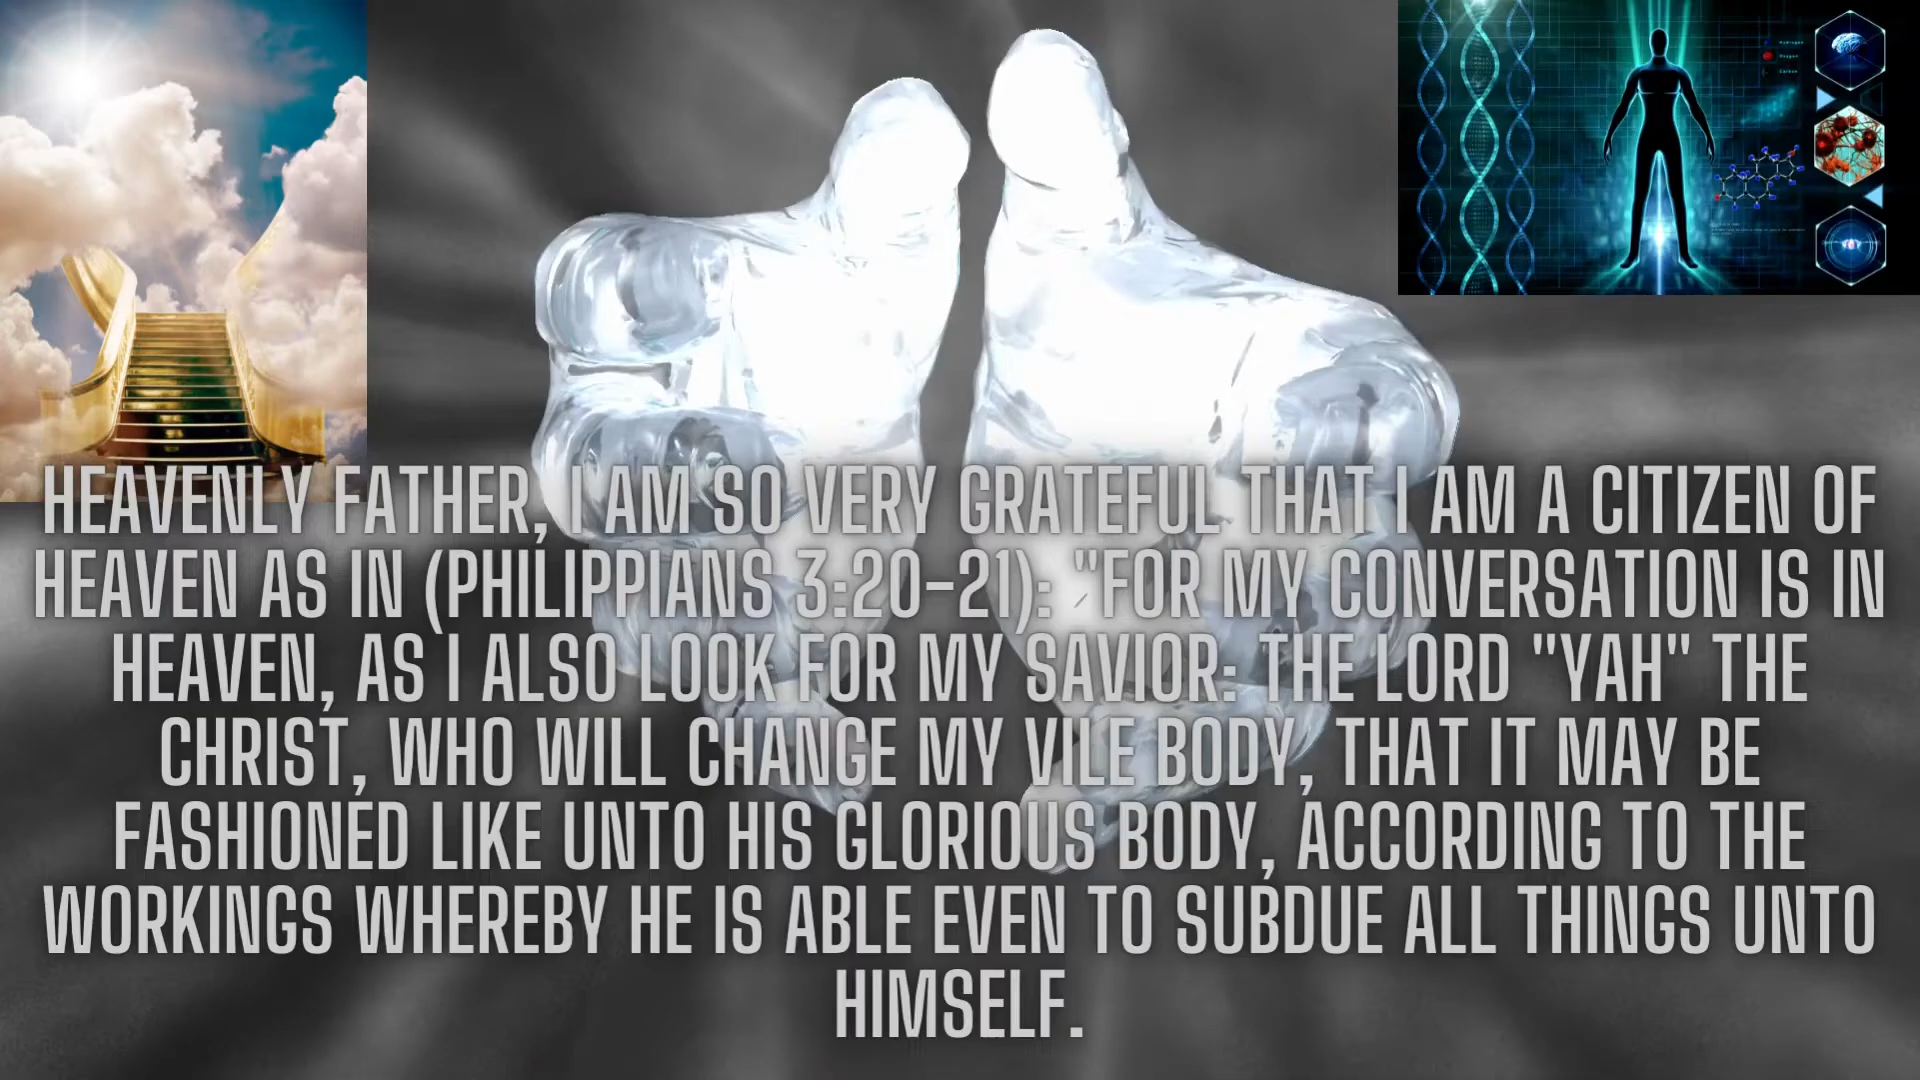 Hydrogen
Oxygen
Carbon
HEAVENLY FATHER, I AM SO VERY GRATEFUL THAT I AM A CITIZEN OF
HEAVEN AS IN (PHILIPPIANS 3:20-21): "FOR MY CONVERSATION IS IN
HEAVEN, AS I ALSO LOOK FOR MY SAVIOR: THE LORD "YAH" THE
CHRIST, WHO WILL CHANGE MY VILE BODY, THAT IT MAY BE
FASHIONED LIKE UNTO HIS GLORIOUS BODY, ACCORDING TO THE
WORKINGS WHEREBY HE IS ABLE EVEN TO SUBDUE ALL THINGS UNTO
HIMSELF.